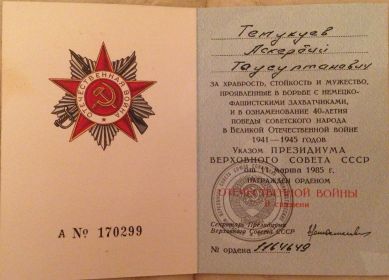 ОТЕЧЕСТВЕННАЯ ВОЙНА
А № 170299
Темукуев
Аскербий
Таусултанович
ЗА ХРАБРОСТЬ, СТОЙКОСТЬ И МУЖЕСТВО,
ПРОЯВЛЕННЫЕ В БОРЬБЕ С НЕМЕЦКО-
ФАШИСТСКИМИ ЗАХВАТЧИКАМИ,
И В ОЗНАМЕНОВАНИЕ 40-ЛЕТИЯ
ПОБЕДЫ СОВЕТСКОГО НАРОДА
В ВЕЛИКОЙ ОТЕЧЕСТВЕННОЙ ВОЙНЕ
1941—1945 ГОДОВ
УКАЗОМ ПРЕЗИДИУМА
ВЕРХОВНОГО СОВЕТА СССР
от 11 марта 1985 г.
НАГРАЖДЕН ОРДЕНОМ
ОТЕЧЕСТВЕННОЙ ВОЙНЫ
II степени
Секретарь Президиума
Верховного Совета СССР
№ ордена